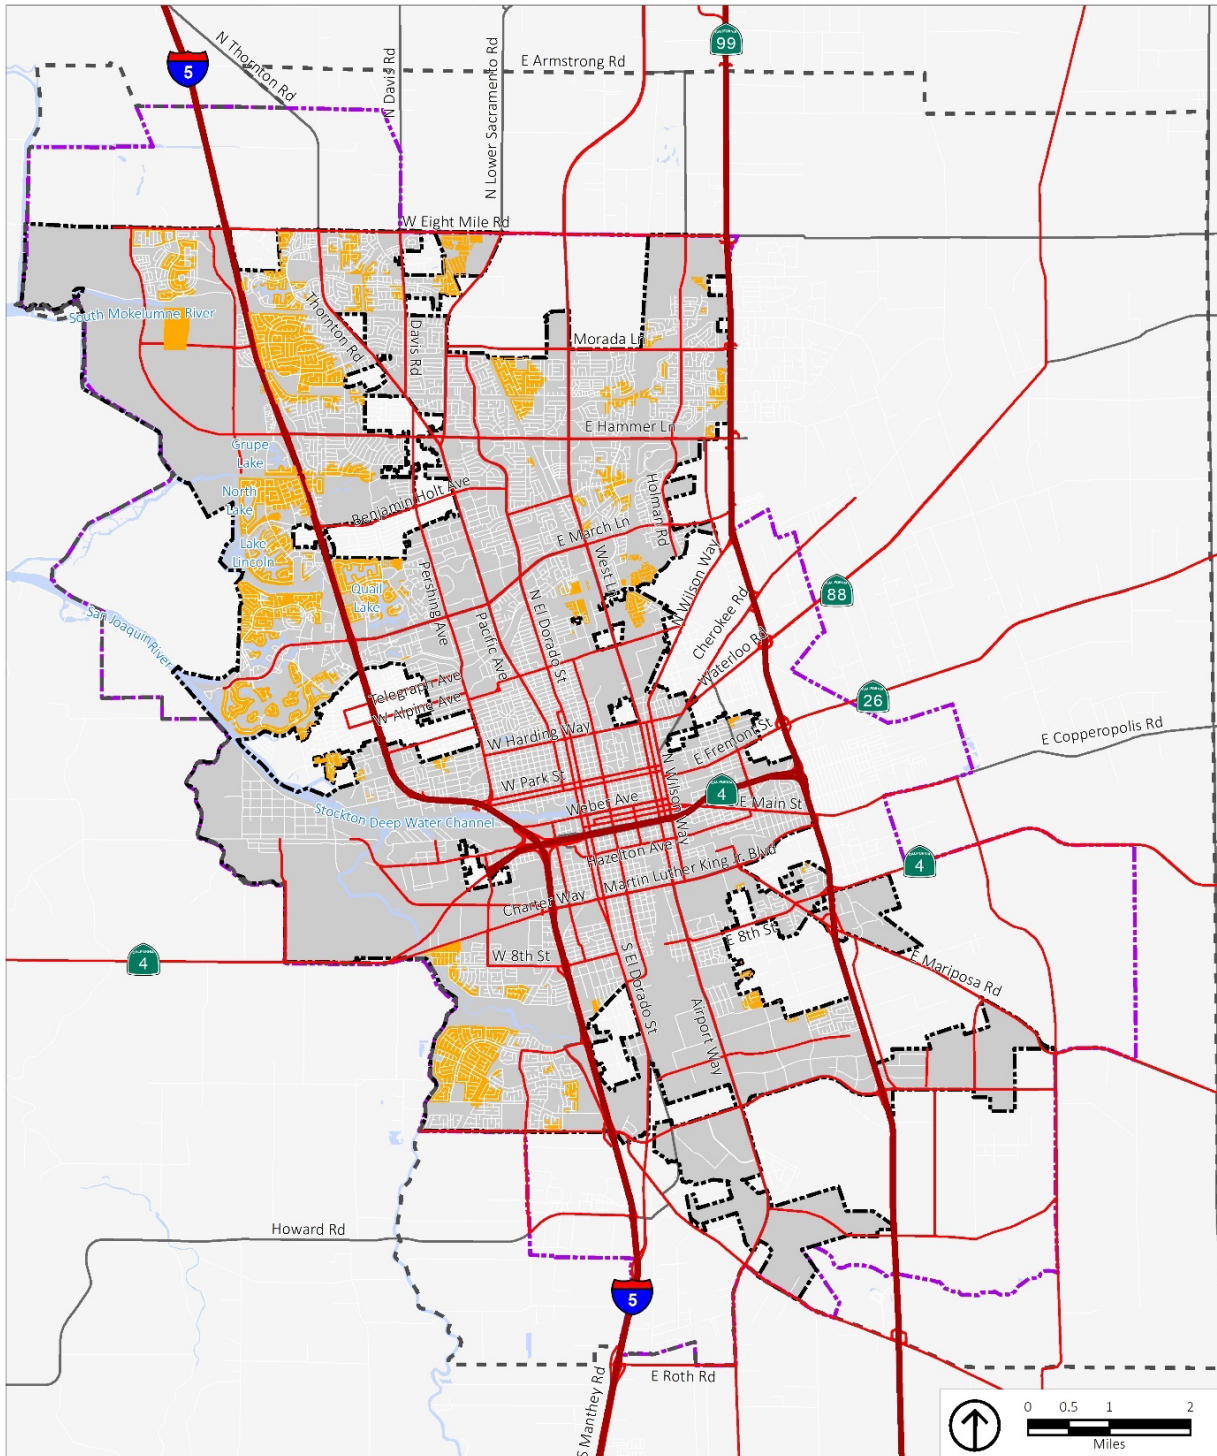 99
5
N Thornton Rd
N Davis Rd
N Lower Sacramento Rd
E Armstrong Rd
W Eight Mile Rd
South Mokelumne River
Thornton Rd
Davis Rd
Morada Ln
E Hammer Ln
Grupe
Lake
North
Lake
Benjamin Holt Ave
Holman Rd
Lake
Lincoln
E March Ln
West Ln
N Wilson Way
Quail
Lake
Pershing Ave
88
San Joaquin River
Pacific Ave
N El Dorado St
Cherokee Rd
Waterloo Rd
Telegraph Ave
W Alpine Ave
26
W Harding Way
E Fremont St
E Copperopolis Rd
W Park St
N Wilson Way
4
Weber Ave
E Main St
Stockton Deep Water Channel
Hazelton Ave
Martin Luther King Jr. Blvd
4
Charter Way
E 8th St
W 8th St
4
S El Dorado St
E Mariposa Rd
Airport Way
Howard Rd
5
E Roth Rd
S Manthey Rd
0 0.5 1 2
Miles